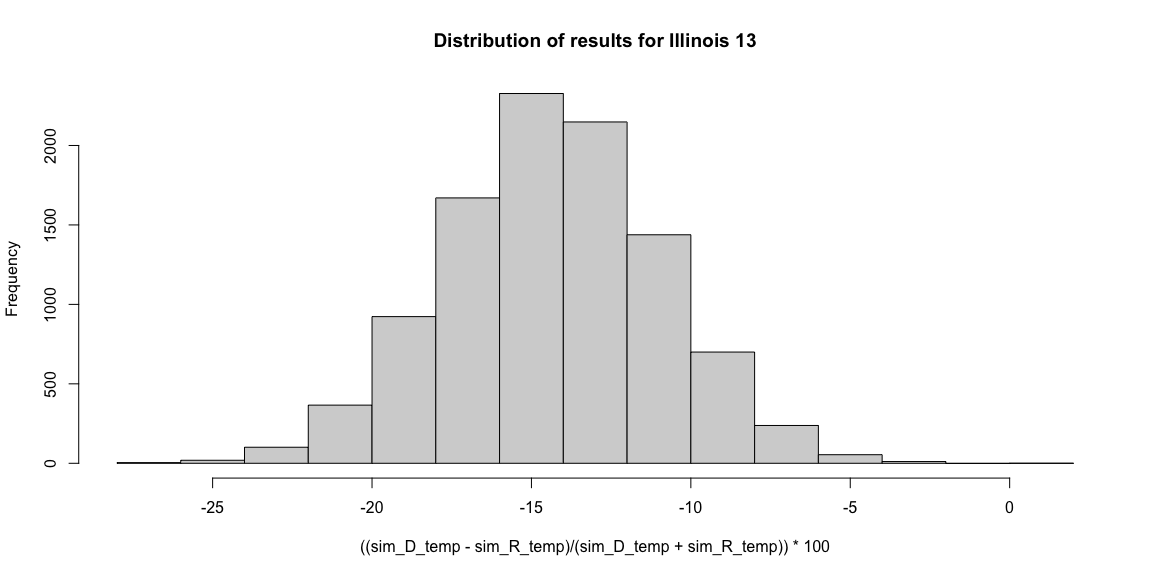 Distribution of results for Illinois 13
Frequency
2000
1500
1000
500
0
-25 -20 -15 -10 -5 0
((sim_D_temp - sim_R_temp)/(sim_D_temp + sim_R_temp)) * 100